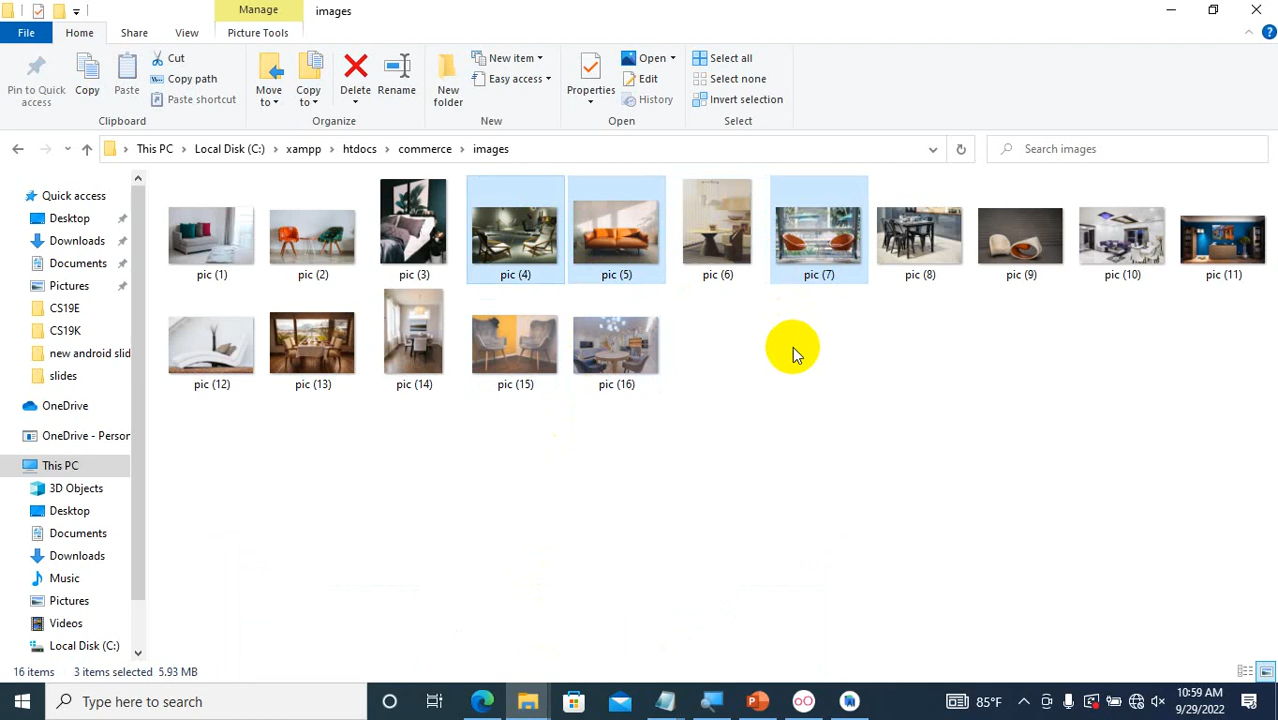 Manage
images
File
Home
Share
View
Picture Tools
Pin to Quick access
Copy
Paste
Cut
Copy path
Paste shortcut
Clipboard
Move to
Copy to
Delete
Rename
Organize
New folder
New item
Easy access
New
Properties
Open
Edit
History
Open
Select all
Select none
Invert selection
Select
This PC > Local Disk (C:) > xampp > htdocs > commerce > images
Search images
Quick access
Desktop
Downloads
Documents
Pictures
CS19E
CS19K
new android slid
slides
OneDrive
OneDrive - Person
This PC
3D Objects
Desktop
Documents
Downloads
Music
Pictures
Videos
Local Disk (C:)
pic (1)
pic (2)
pic (3)
pic (4)
pic (5)
pic (6)
pic (7)
pic (8)
pic (9)
pic (10)
pic (11)
pic (12)
pic (13)
pic (14)
pic (15)
pic (16)
16 items
3 items selected 5.93 MB
Type here to search
85°F
10:59 AM
9/29/2022